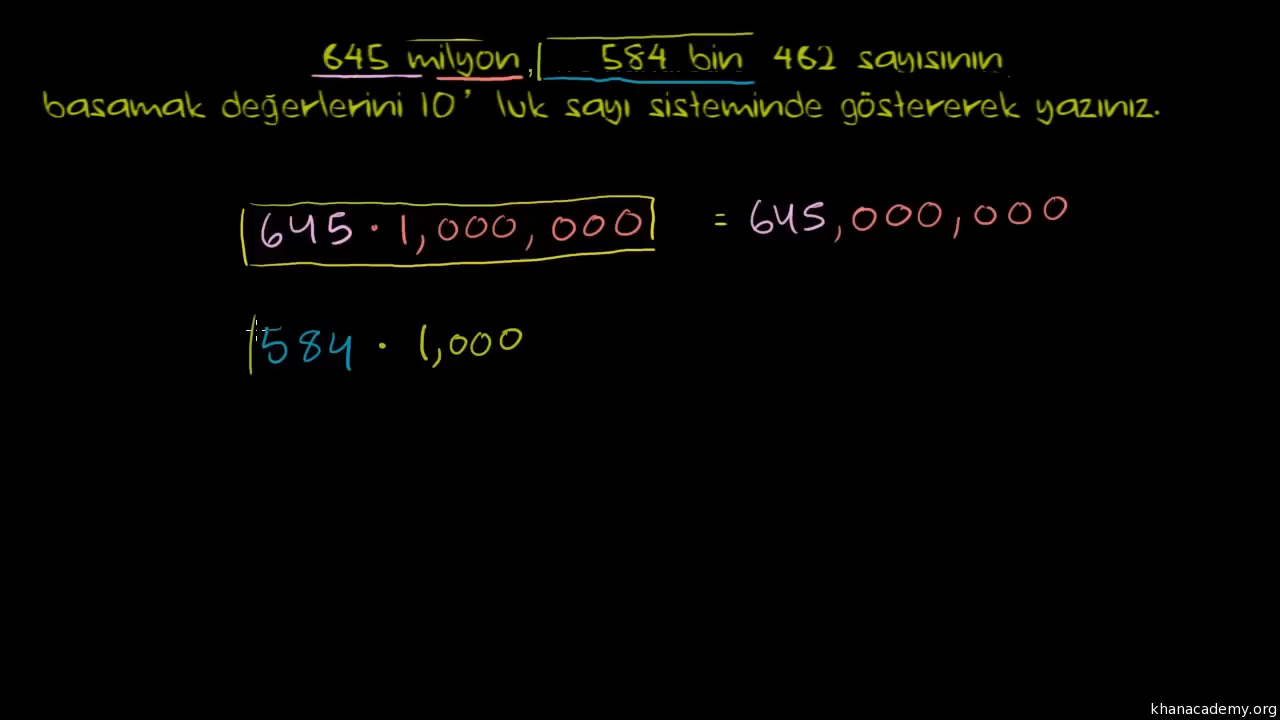 645 milyon, 584 bin 462 sayısının
basamak değerlerini 10' luk sayı sisteminde göstererek yazınız.
645 · 1,000,000 = 645,000,000
584 · 1,000
khanacademy.org